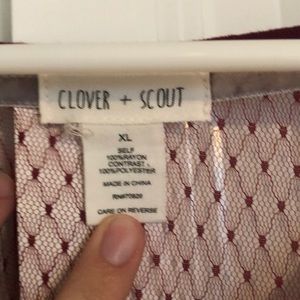 CLOVER + SCOUT
XL
SELF
100%RAYON
CONTRAST
100%POLYESTER
MADE IN CHINA
CARE ON REVERSE